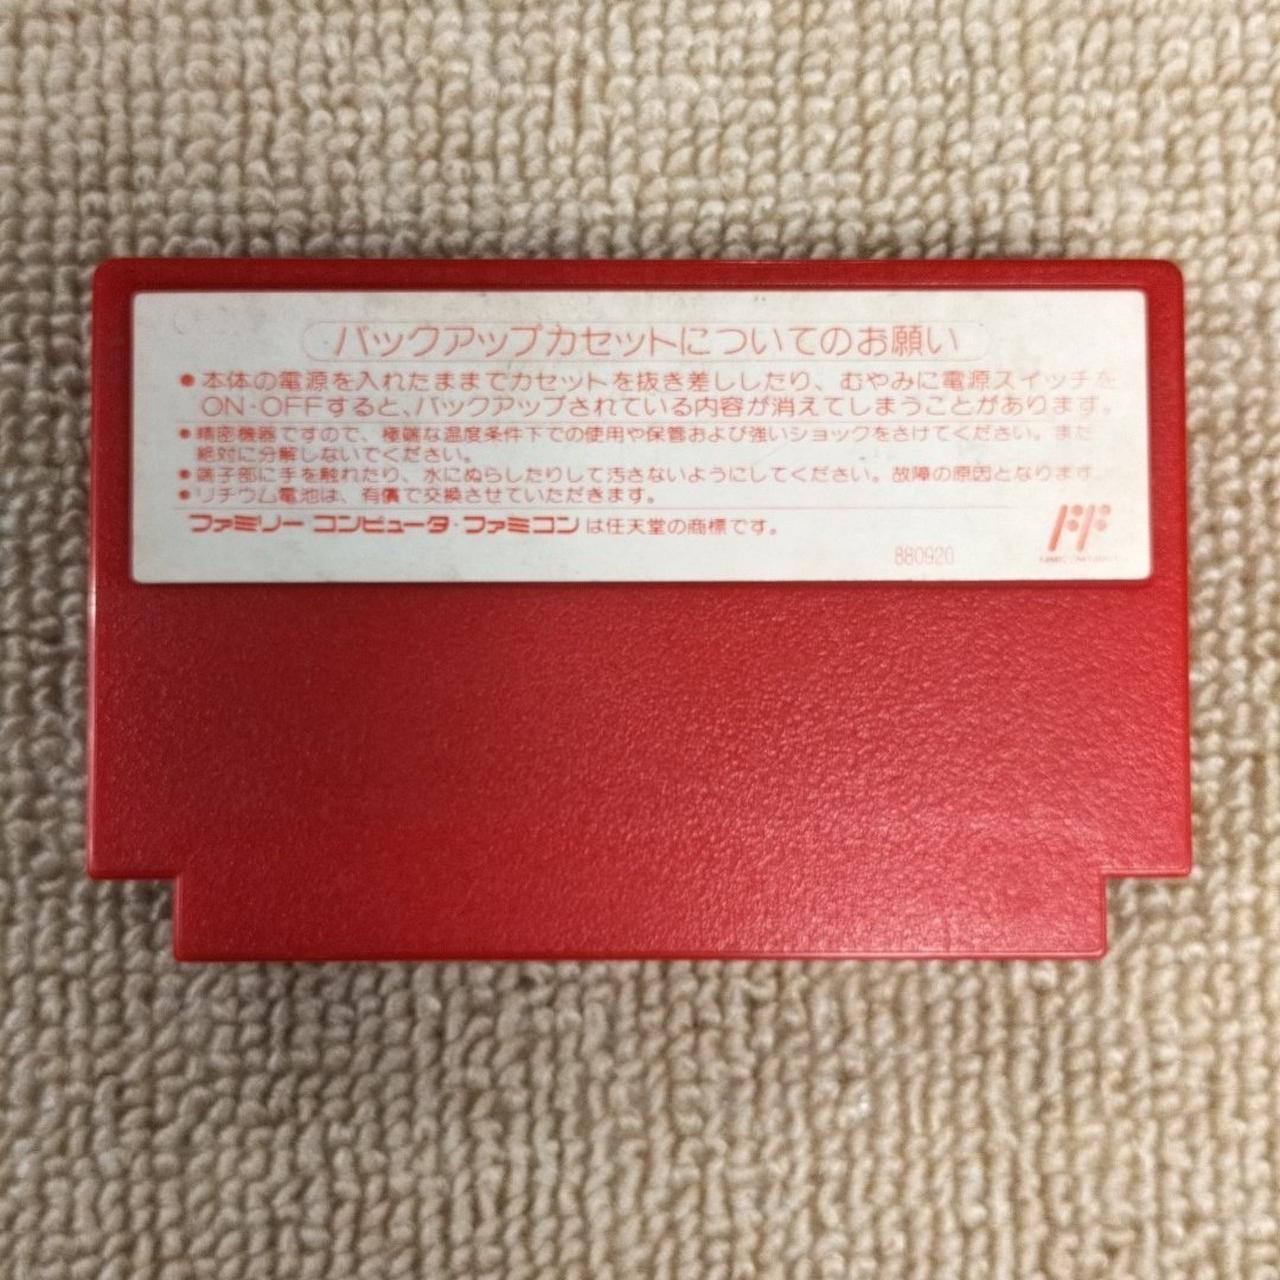 バックアップカセットについてのお願い
●本体の電源を入れたままでカセットを抜き差ししたり、むやみに電源スイッチを
ON・OFFすると、バックアップされている内容が消えてしまうことがあります。
●精密機器ですので、極端な温度条件下での使用や保管および強いショックをさけてください。また
絶対に分解しないでください。
●端子部に手を触れたり、水にぬらしたりして汚さないようにしてください。故障の原因となります。
●リチウム電池は、有償で交換させていただきます。
ファミリー コンピュータ・ファミコンは任天堂の商標です。
880920
FF